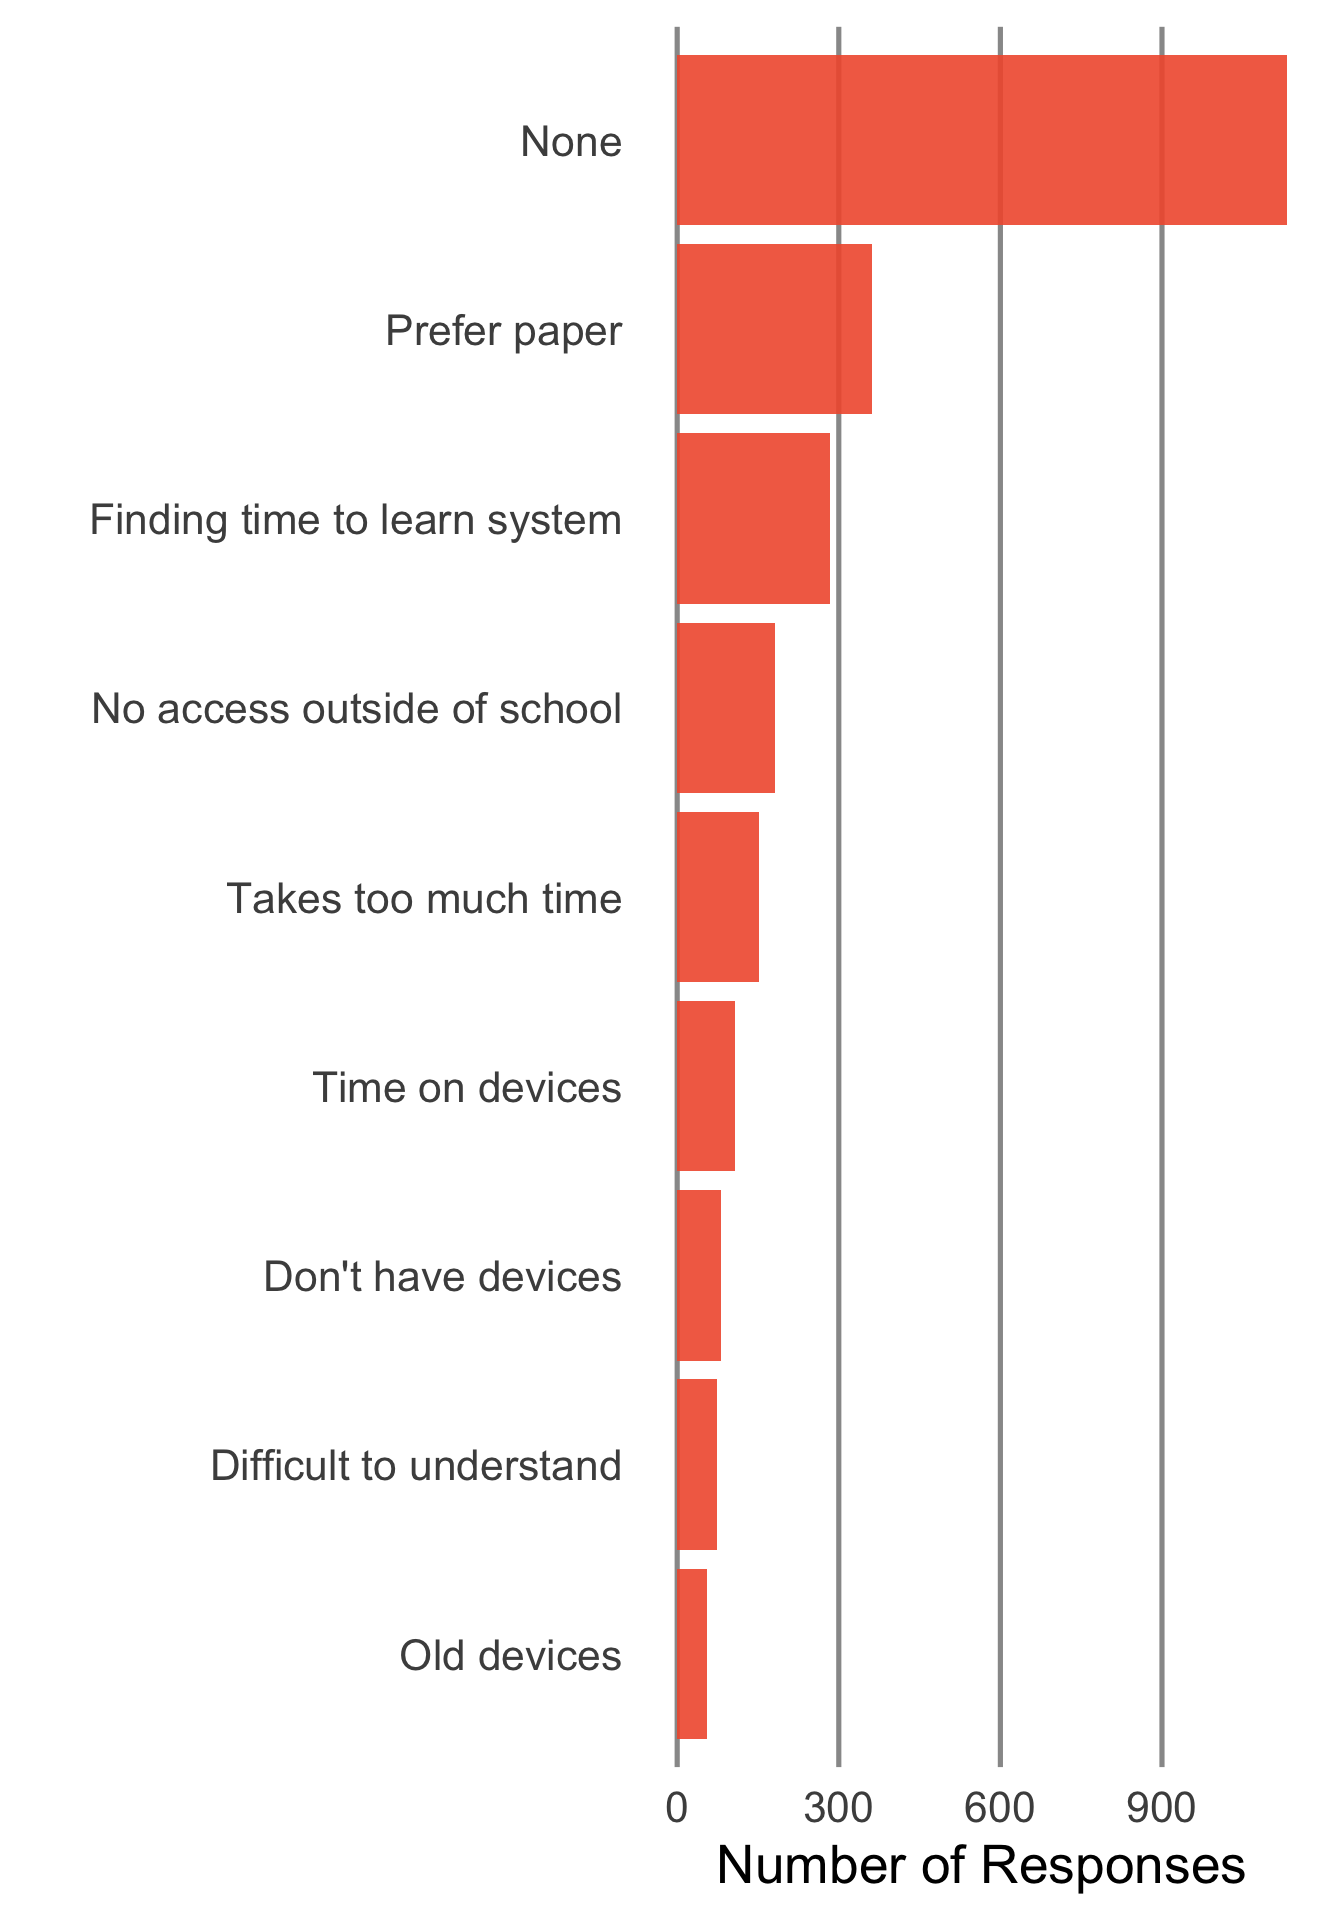 None
Prefer paper
Finding time to learn system
No access outside of school
Takes too much time
Time on devices
Don't have devices
Difficult to understand
Old devices
0 300 600 900
Number of Responses